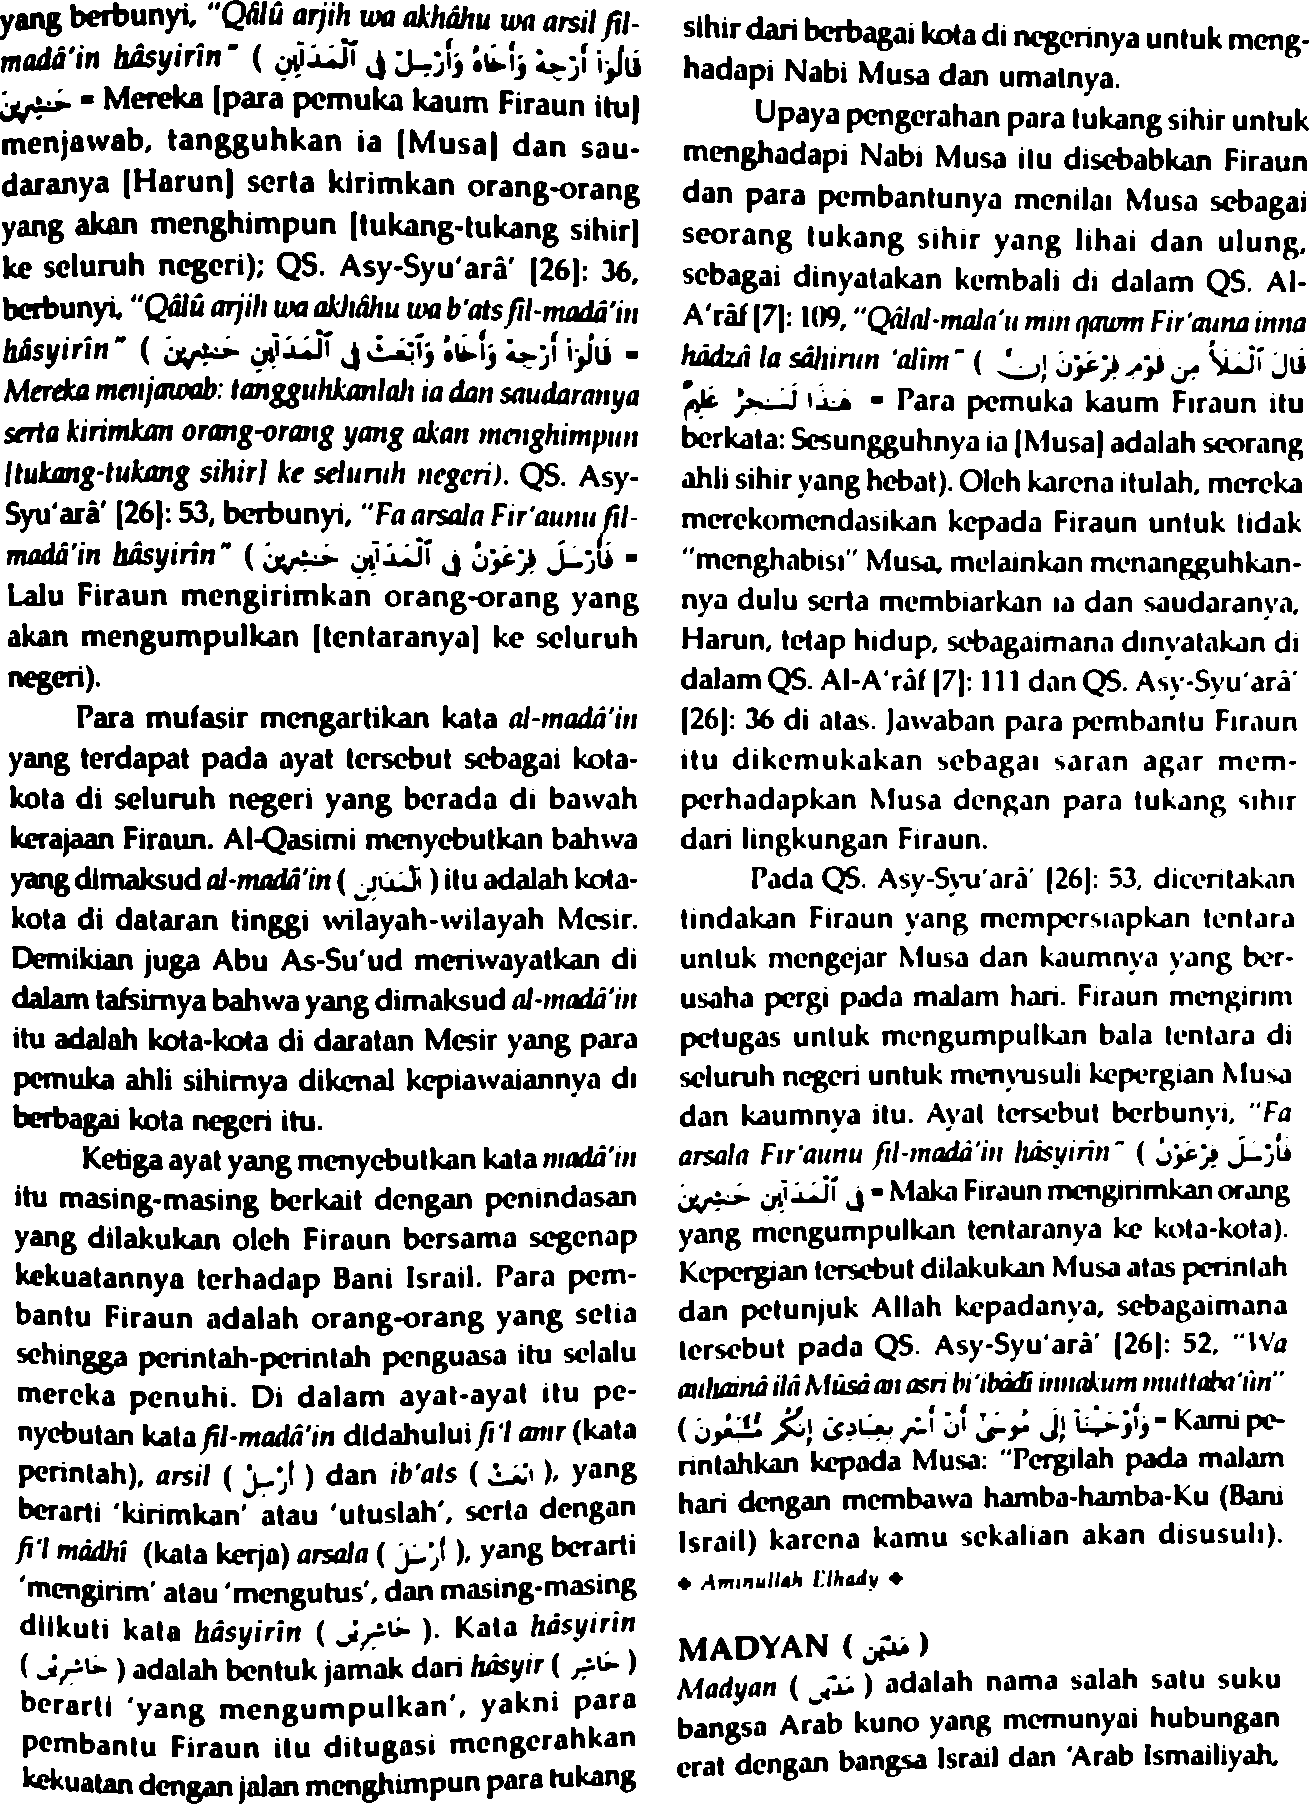 yang berbunyi, "Qâlû arjih wa akhâhu wa arsil fil-
madâ'in hâsyirîn" ( قَالُوٓا۟ أَرْجِهْ وَأَخَاهُ وَأَرْسِلْ فِى ٱلْمَدَآئِنِ
حَـٰشِرِينَ = Mereka [para pemuka kaum Firaun itu]
menjawab, tangguhkan ia [Musa] dan sau-
daranya [Harun] serta kirimkan orang-orang
yang akan menghimpun [tukang-tukang sihir]
ke seluruh negeri); QS. Asy-Syu'arâ' [26]: 36,
berbunyi, "Qâlû arjih wa akhâhu wa b'ats fil-madâ'in
hâsyirîn" ( قَالُوٓا۟ أَرْجِهْ وَأَخَاهُ وَٱبْعَثْ فِى ٱلْمَدَآئِنِ حَـٰشِرِينَ =
Mereka menjawab: tangguhkanlah ia dan saudaranya
serta kirimkan orang-orang yang akan menghimpun
[tukang-tukang sihir] ke seluruh negeri). QS. Asy-
Syu'arâ' [26]: 53, berbunyi, "Fa arsala Fir'aunu fil-
madâ'in hâsyirîn" ( فَأَرْسَلَ فِرْعَوْنُ فِى ٱلْمَدَآئِنِ حَـٰشِرِينَ =
Lalu Firaun mengirimkan orang-orang yang
akan mengumpulkan [tentaranya] ke seluruh
negeri).
Para mufasir mengartikan kata al-madâ'in
yang terdapat pada ayat tersebut sebagai kota-
kota di seluruh negeri yang berada di bawah
kerajaan Firaun. Al-Qasimi menyebutkan bahwa
yang dimaksud al-madâ'in ( الْمَدَائِن ) itu adalah kota-
kota di dataran tinggi wilayah-wilayah Mesir.
Demikian juga Abu As-Su'ud meriwayatkan di
dalam tafsirnya bahwa yang dimaksud al-madâ'in
itu adalah kota-kota di daratan Mesir yang para
pemuka ahli sihirnya dikenal kepiawaiannya di
berbagai kota negeri itu.
Ketiga ayat yang menyebutkan kata madâ'in
itu masing-masing berkait dengan penindasan
yang dilakukan oleh Firaun bersama segenap
kekuatannya terhadap Bani Israil. Para pem-
bantu Firaun adalah orang-orang yang setia
sehingga perintah-perintah penguasa itu selalu
mereka penuhi. Di dalam ayat-ayat itu pe-
nyebutan kata fil-madâ'in didahului fi'l amr (kata
perintah), arsil ( أَرْسِلْ ) dan ib'ats ( اِبْعَثْ ), yang
berarti 'kirimkan' atau 'utuslah', serta dengan
fi'l mâdhî (kata kerja) arsala ( أَرْسَلَ ), yang berarti
'mengirim' atau 'mengutus', dan masing-masing
diikuti kata hâsyirîn ( حَاشِرِيْن ). Kata hâsyirîn
( حَاشِرِيْن ) adalah bentuk jamak dari hâsyir ( حَاشِر )
berarti 'yang mengumpulkan', yakni para
pembantu Firaun itu ditugasi mengerahkan
kekuatan dengan jalan menghimpun para tukang
sihir dari berbagai kota di negerinya untuk meng-
hadapi Nabi Musa dan umatnya.
Upaya pengerahan para tukang sihir untuk
menghadapi Nabi Musa itu disebabkan Firaun
dan para pembantunya menilai Musa sebagai
seorang tukang sihir yang lihai dan ulung,
sebagai dinyatakan kembali di dalam QS. Al-
A'râf [7]: 109, "Qâlal-mala'u min qawm Fir'auna inna
hâdzâ la sâhirun 'alîm" ( قَالَ ٱلْمَلَأُ مِن قَوْمِ فِرْعَوْنَ إِنَّ
هَـٰذَا لَسَـٰحِرٌ عَلِيمٌ = Para pemuka kaum Firaun itu
berkata: Sesungguhnya ia [Musa] adalah seorang
ahli sihir yang hebat). Oleh karena itulah, mereka
merekomendasikan kepada Firaun untuk tidak
"menghabisi" Musa, melainkan menangguhkan-
nya dulu serta membiarkan ia dan saudaranya,
Harun, tetap hidup, sebagaimana dinyatakan di
dalam QS. Al-A'râf [7]: 111 dan QS. Asy-Syu'arâ'
[26]: 36 di atas. Jawaban para pembantu Firaun
itu dikemukakan sebagai saran agar mem-
perhadapkan Musa dengan para tukang sihir
dari lingkungan Firaun.
Pada QS. Asy-Syu'arâ' [26]: 53, diceritakan
tindakan Firaun yang mempersiapkan tentara
untuk mengejar Musa dan kaumnya yang ber-
usaha pergi pada malam hari. Firaun mengirim
petugas untuk mengumpulkan bala tentara di
seluruh negeri untuk menyusuli kepergian Musa
dan kaumnya itu. Ayat tersebut berbunyi, "Fa
arsala Fir'aunu fil-madâ'in hâsyirîn" ( فَأَرْسَلَ فِرْعَوْنُ
فِى ٱلْمَدَآئِنِ حَـٰشِرِينَ = Maka Firaun mengirimkan orang
yang mengumpulkan tentaranya ke kota-kota).
Kepergian tersebut dilakukan Musa atas perintah
dan petunjuk Allah kepadanya, sebagaimana
tersebut pada QS. Asy-Syu'arâ' [26]: 52, "Wa
auhainâ ilâ Mûsâ an asri bi'ibâdî innakum muttaba'ûn"
( وَأَوْحَيْنَآ إِلَىٰ مُوسَىٰٓ أَنْ أَسْرِ بِعِبَادِىٓ إِنَّكُم مُّتَّبَعُونَ = Kami pe-
rintahkan kepada Musa: "Pergilah pada malam
hari dengan membawa hamba-hamba-Ku (Bani
Israil) karena kamu sekalian akan disusuli).
◆ Aminullah Elhady ◆
MADYAN ( مَدْيَن )
Madyan ( مَدْيَن ) adalah nama salah satu suku
bangsa Arab kuno yang memunyai hubungan
erat dengan bangsa Israil dan 'Arab Ismailiyah,